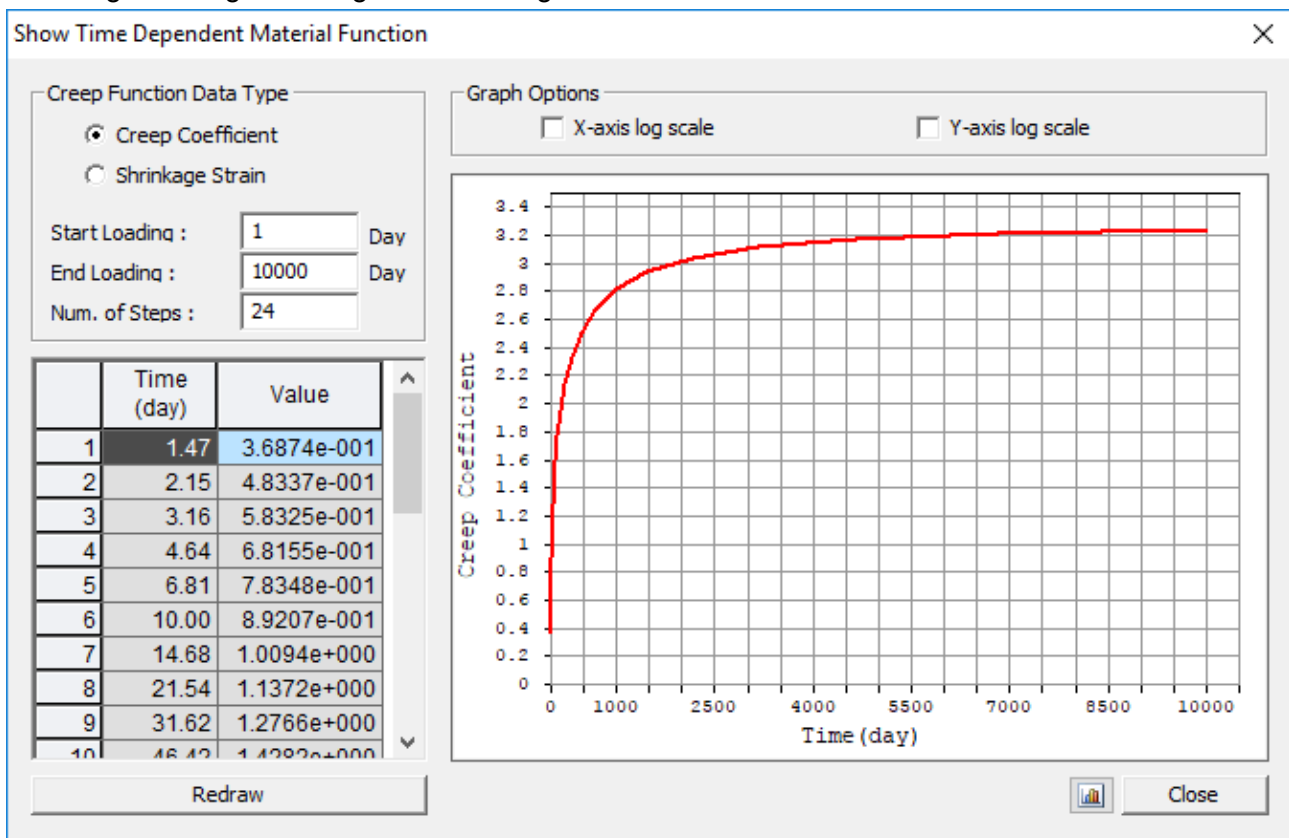 Show Time Dependent Material Function
Creep Function Data Type
Creep Coefficient
Shrinkage Strain
Start Loading : 1 Day
End Loading : 10000 Day
Num. of Steps : 24
Time (day) Value
1 1.47 3.6874e-001
2 2.15 4.8337e-001
3 3.16 5.8325e-001
4 4.64 6.8155e-001
5 6.81 7.8348e-001
6 10.00 8.9207e-001
7 14.68 1.0094e+000
8 21.54 1.1372e+000
9 31.62 1.2766e+000
10 46.42 1.4282e+000
Redraw
Graph Options
X-axis log scale Y-axis log scale
Creep Coefficient
3.4
3.2
3
2.8
2.6
2.4
2.2
2
1.8
1.6
1.4
1.2
1
0.8
0.6
0.4
0.2
0
0 1000 2500 4000 5500 7000 8500 10000
Time(day)
Close